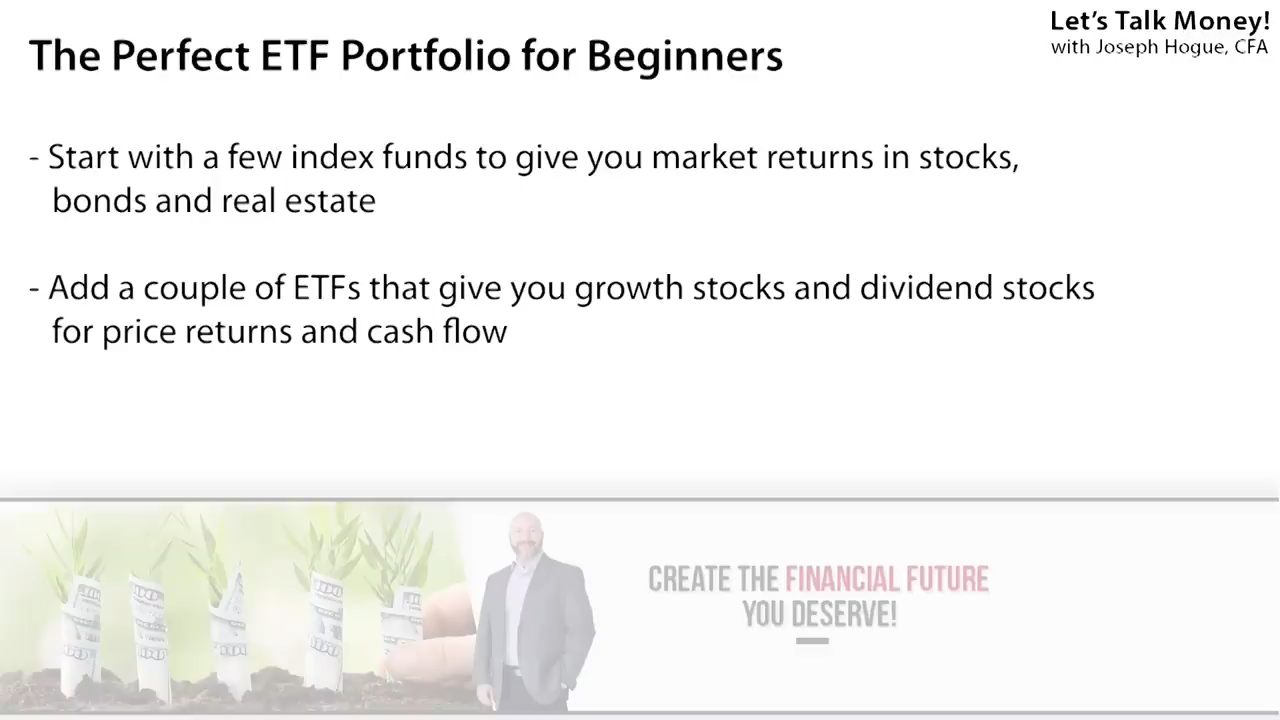 Let's Talk Money!
with Joseph Hogue, CFA
The Perfect ETF Portfolio for Beginners
- Start with a few index funds to give you market returns in stocks,
bonds and real estate
- Add a couple of ETFs that give you growth stocks and dividend stocks
for price returns and cash flow
CREATE THE FINANCIAL FUTURE
YOU DESERVE!